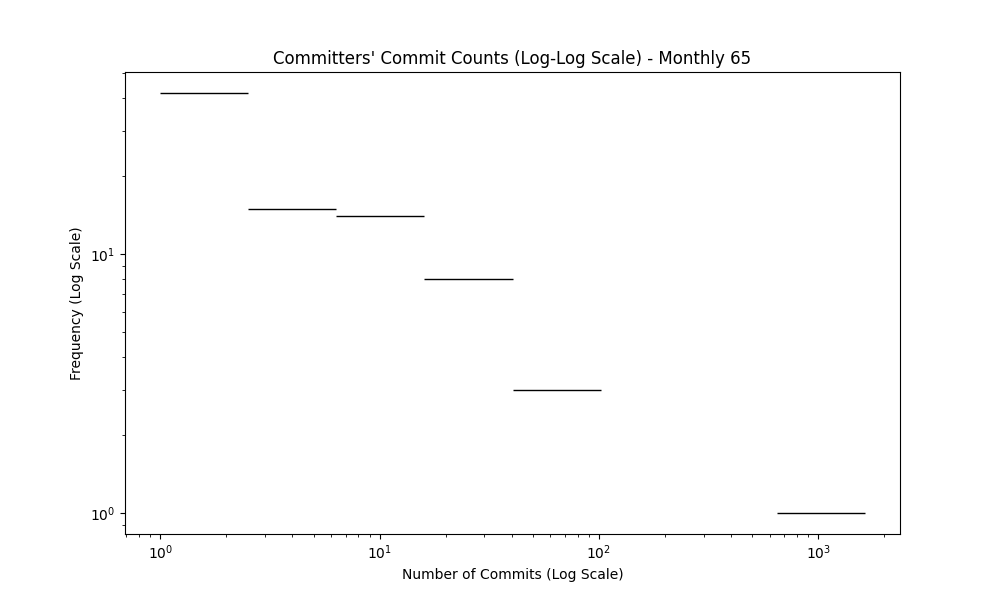 Committers' Commit Counts (Log-Log Scale) - Monthly 65
Frequency (Log Scale)
10¹
10⁰
10⁰ 10¹ 10² 10³
Number of Commits (Log Scale)